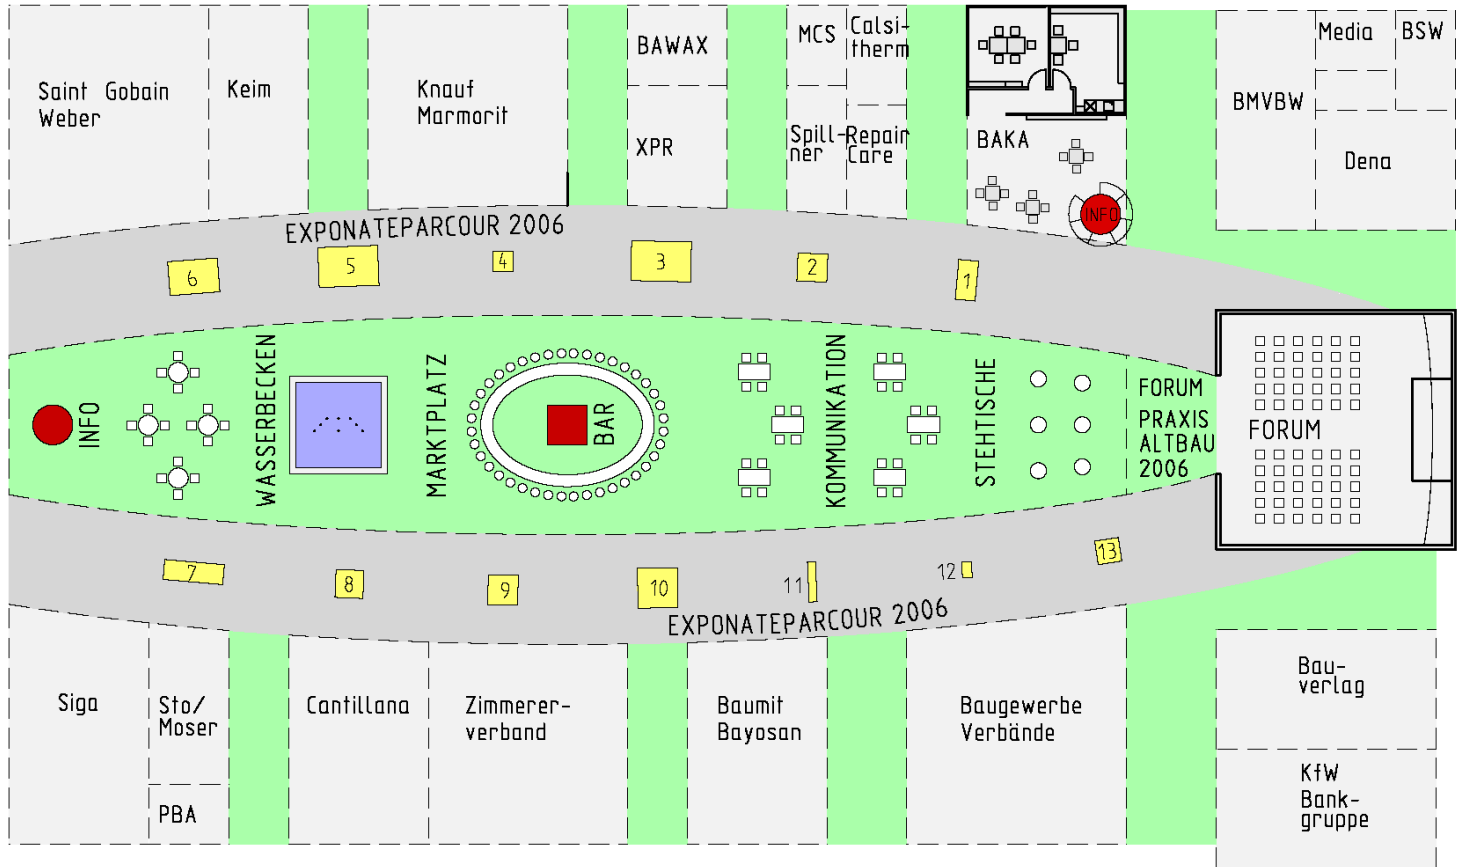 Saint Gobain
Weber
Keim
Knauf
Marmorit
BAWAX
XPR
MCS
Calsi-
therm
Spill-
ner
Repair
Care
BAKA
INFO
BMVBW
Media
BSW
Dena
EXPONATEPARCOUR 2006
6
5
4
3
2
1
INFO
WASSERBECKEN
MARKTPLATZ
BAR
KOMMUNIKATION
STEHTISCHE
FORUM
PRAXIS
ALTBAU
2006
FORUM
7
8
9
10
11
12
13
EXPONATEPARCOUR 2006
Siga
Sto/
Moser
PBA
Cantillana
Zimmerer-
verband
Baumit
Bayosan
Baugewerbe
Verbände
Bau-
verlag
KfW
Bank-
gruppe